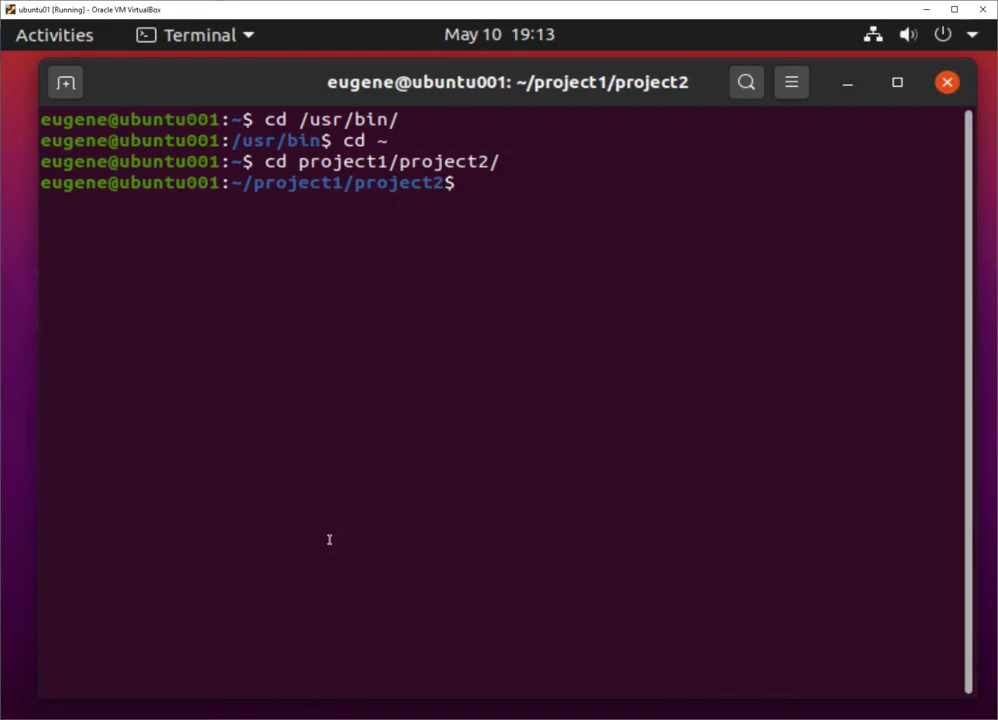 ubuntu01 [Running] - Oracle VM VirtualBox
Activities Terminal May 10 19:13
eugene@ubuntu001: ~/project1/project2
eugene@ubuntu001:~$ cd /usr/bin/
eugene@ubuntu001:/usr/bin$ cd ~
eugene@ubuntu001:~$ cd project1/project2/
eugene@ubuntu001:~/project1/project2$